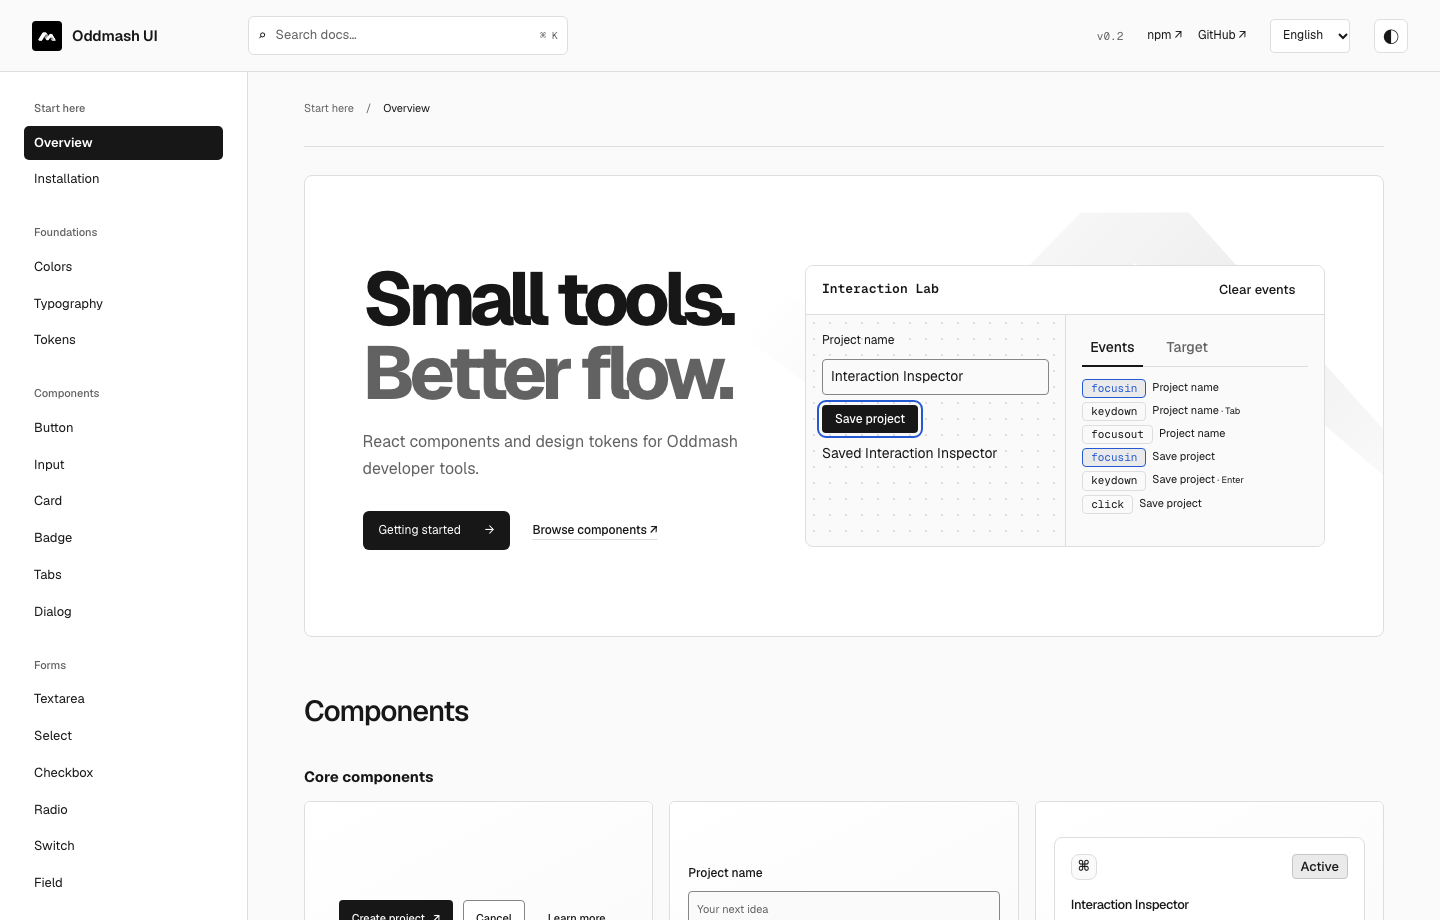 Oddmash UI
Search docs...
⌘ K
v0.2
npm ↗
GitHub ↗
English
Start here
Overview
Installation
Foundations
Colors
Typography
Tokens
Components
Button
Input
Card
Badge
Tabs
Dialog
Forms
Textarea
Select
Checkbox
Radio
Switch
Field
Start here / Overview
Small tools.
Better flow.
React components and design tokens for Oddmash
developer tools.
Getting started →
Browse components ↗
Interaction Lab
Clear events
Project name
Interaction Inspector
Save project
Saved Interaction Inspector
Events
Target
focusin Project name
keydown Project name · Tab
focusout Project name
focusin Save project
keydown Save project · Enter
click Save project
Components
Core components
Create project ↗
Cancel
Learn more
Project name
Your next idea
⌘
Active
Interaction Inspector